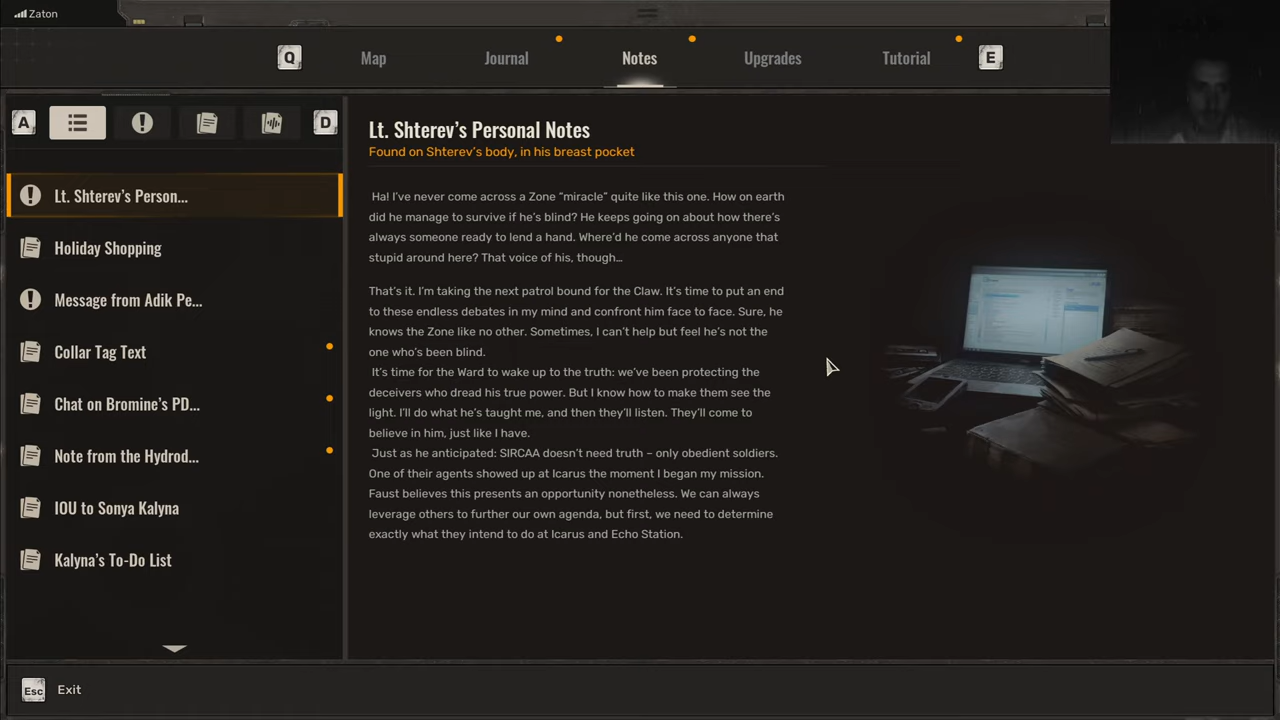 Zaton
Q
Map
Journal
Notes
Upgrades
Tutorial
E
A
D
Lt. Shterev's Person...
Holiday Shopping
Message from Adik Pe...
Collar Tag Text
Chat on Bromine's PD...
Note from the Hydrod...
IOU to Sonya Kalyna
Kalyna's To-Do List
Lt. Shterev's Personal Notes
Found on Shterev's body, in his breast pocket
Ha! I've never come across a Zone "miracle" quite like this one. How on earth
did he manage to survive if he's blind? He keeps going on about how there's
always someone ready to lend a hand. Where'd he come across anyone that
stupid around here? That voice of his, though...
That's it. I'm taking the next patrol bound for the Claw. It's time to put an end
to these endless debates in my mind and confront him face to face. Sure, he
knows the Zone like no other. Sometimes, I can't help but feel he's not the
one who's been blind.
It's time for the Ward to wake up to the truth: we've been protecting the
deceivers who dread his true power. But I know how to make them see the
light. I'll do what he's taught me, and then they'll listen. They'll come to
believe in him, just like I have.
Just as he anticipated: SIRCAA doesn't need truth – only obedient soldiers.
One of their agents showed up at Icarus the moment I began my mission.
Faust believes this presents an opportunity nonetheless. We can always
leverage others to further our own agenda, but first, we need to determine
exactly what they intend to do at Icarus and Echo Station.
Esc
Exit